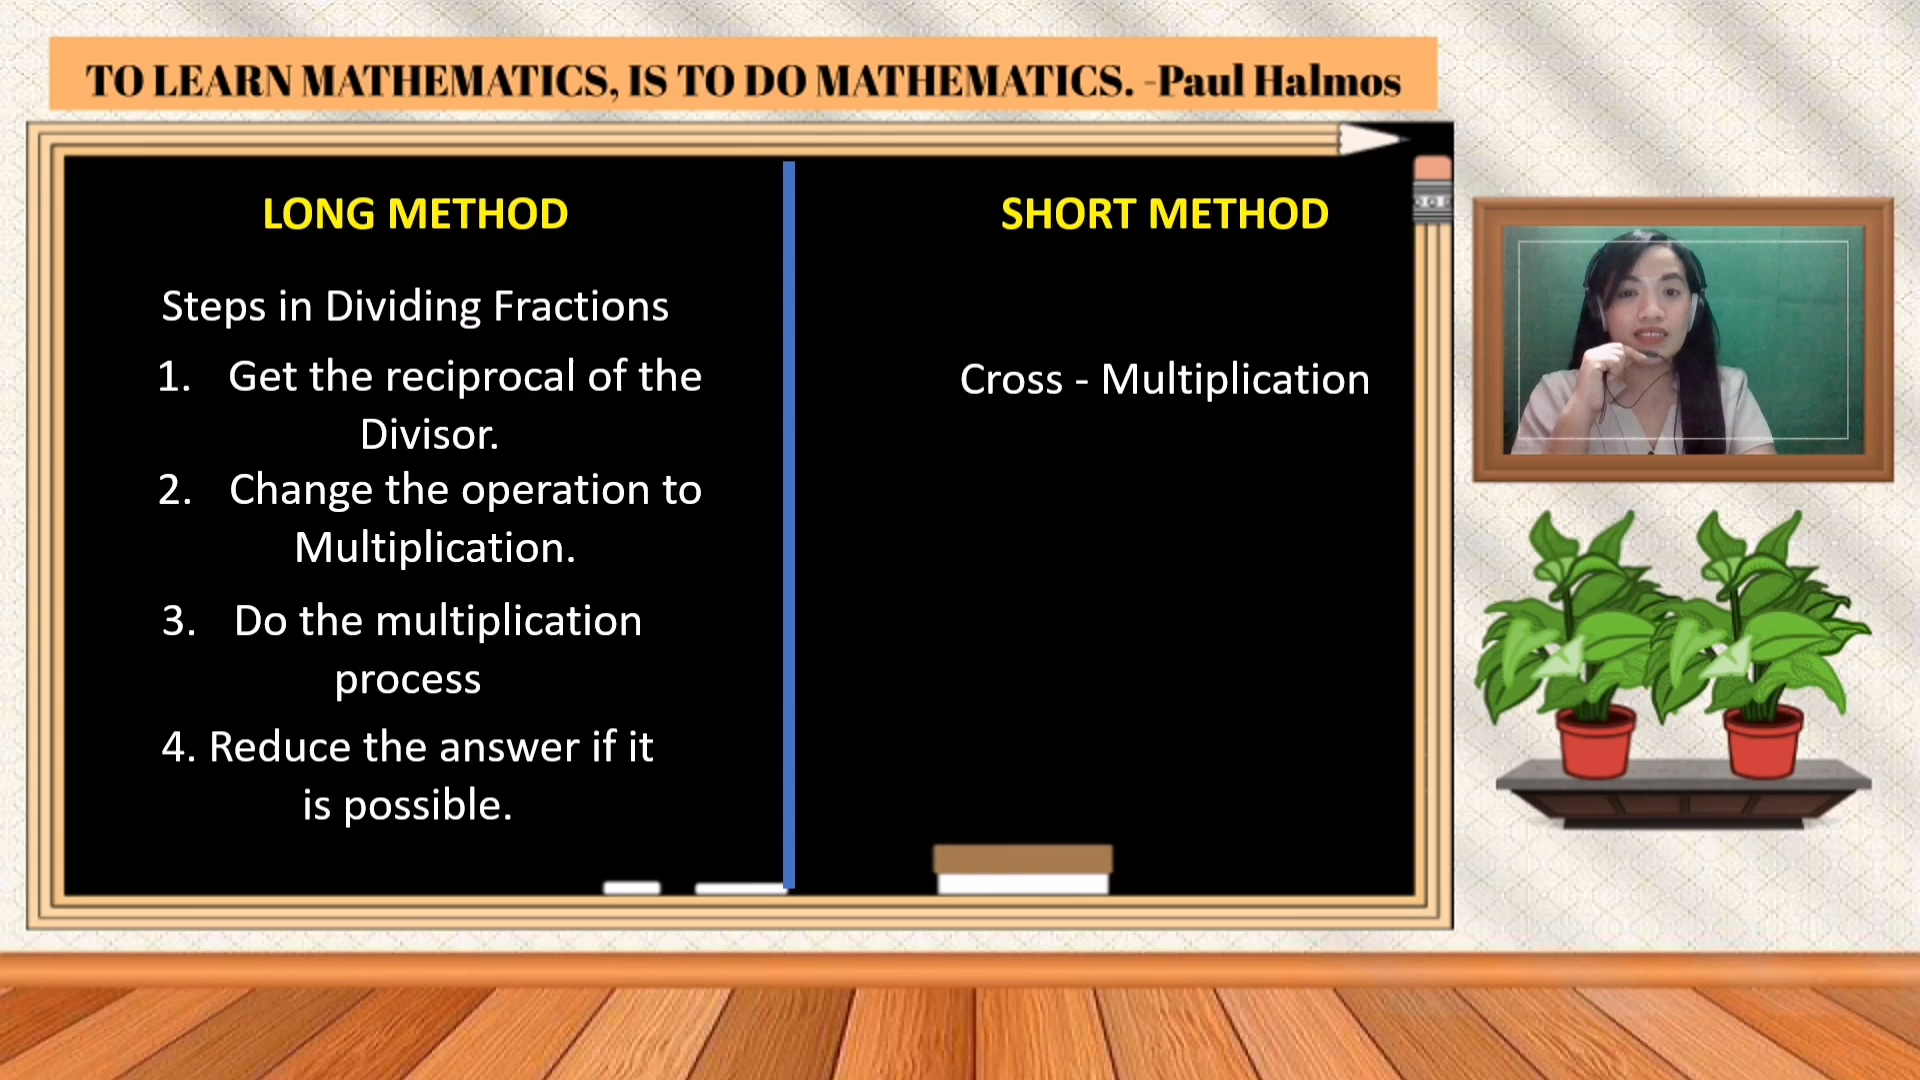 TO LEARN MATHEMATICS, IS TO DO MATHEMATICS. -Paul Halmos
LONG METHOD
Steps in Dividing Fractions
1. Get the reciprocal of the
Divisor.
2. Change the operation to
Multiplication.
3. Do the multiplication
process
4. Reduce the answer if it
is possible.
SHORT METHOD
Cross - Multiplication